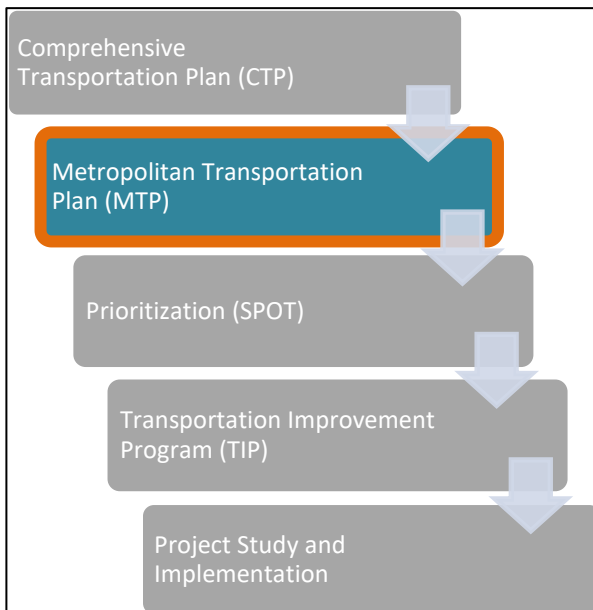 Comprehensive
Transportation Plan (CTP)
Metropolitan Transportation
Plan (MTP)
Prioritization (SPOT)
Transportation Improvement
Program (TIP)
Project Study and
Implementation